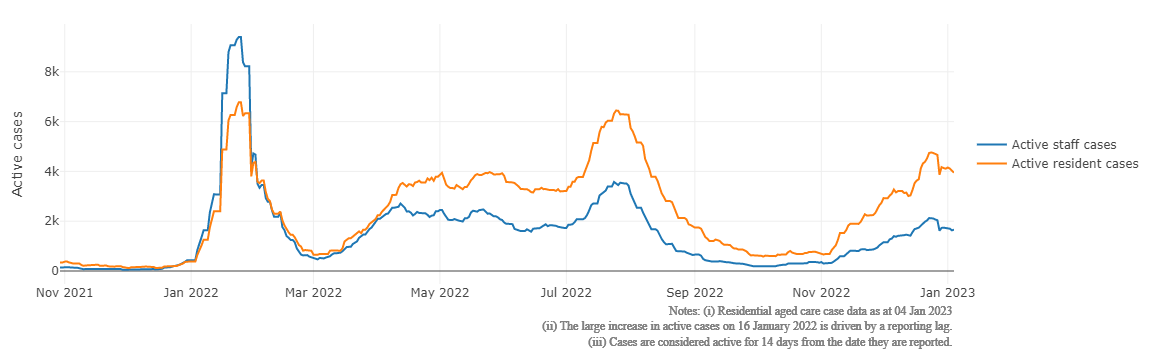 Active cases
8k
6k
4k
2k
0
Nov 2021
Jan 2022
Mar 2022
May 2022
Jul 2022
Sep 2022
Nov 2022
Jan 2023
Active staff cases
Active resident cases
Notes: (i) Residential aged care case data as at 04 Jan 2023
(ii) The large increase in active cases on 16 January 2022 is driven by a reporting lag.
(iii) Cases are considered active for 14 days from the date they are reported.